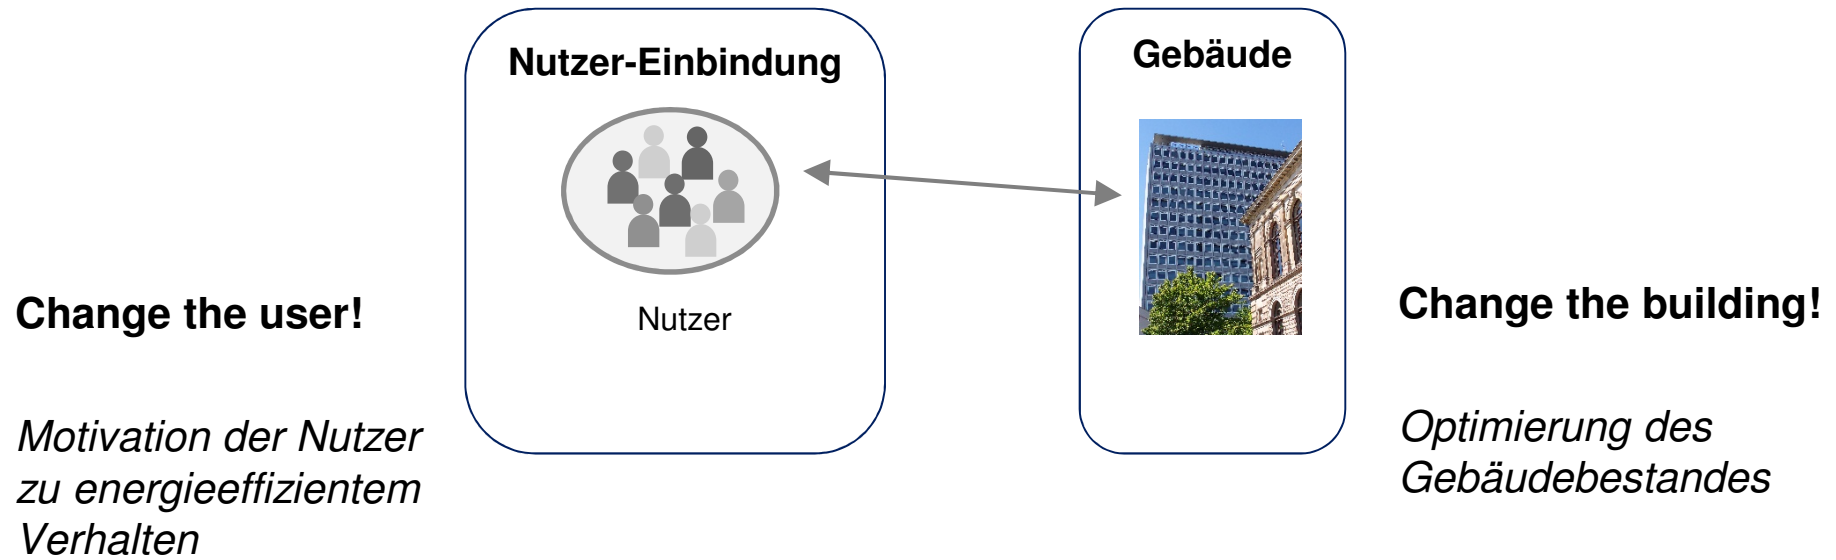 Nutzer-Einbindung
Gebäude
Nutzer
Change the user!
Motivation der Nutzer
zu energieeffizientem
Verhalten
Change the building!
Optimierung des
Gebäudebestandes